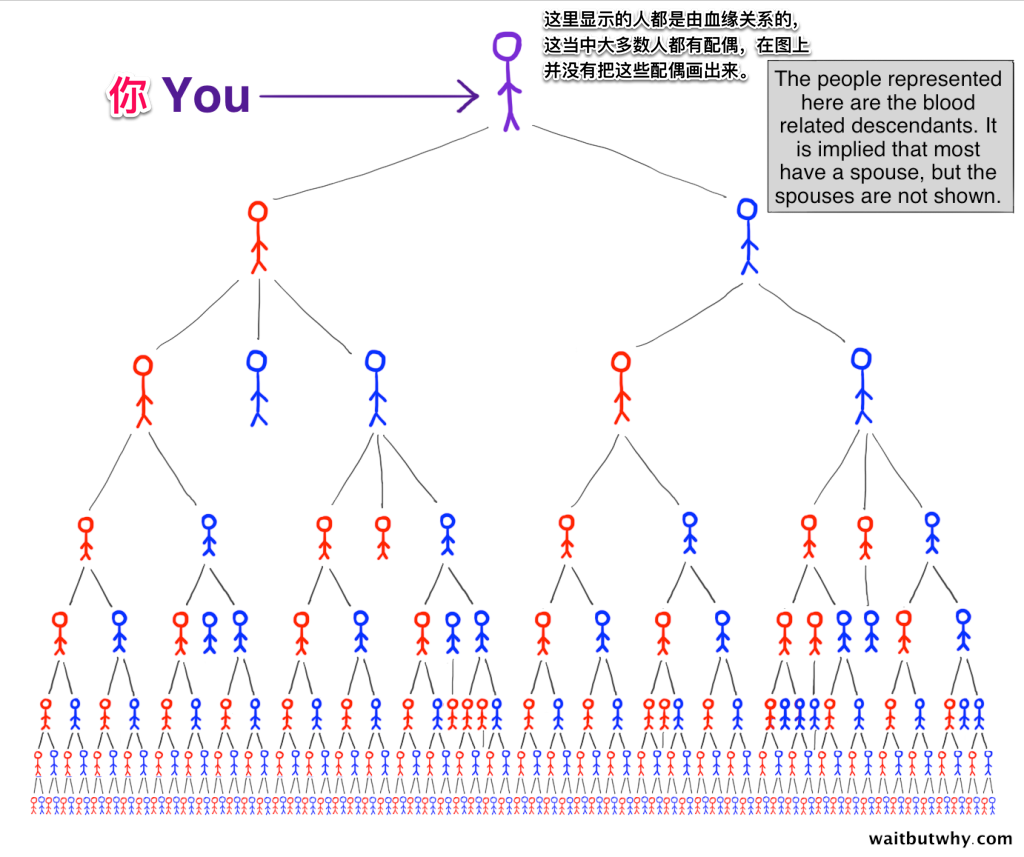 这里显示的人都是由血缘关系的，
这当中大多数人都有配偶，在图上
并没有把这些配偶画出来。
你 You
The people represented
here are the blood
related descendants. It
is implied that most
have a spouse, but the
spouses are not shown.
waitbutwhy.com